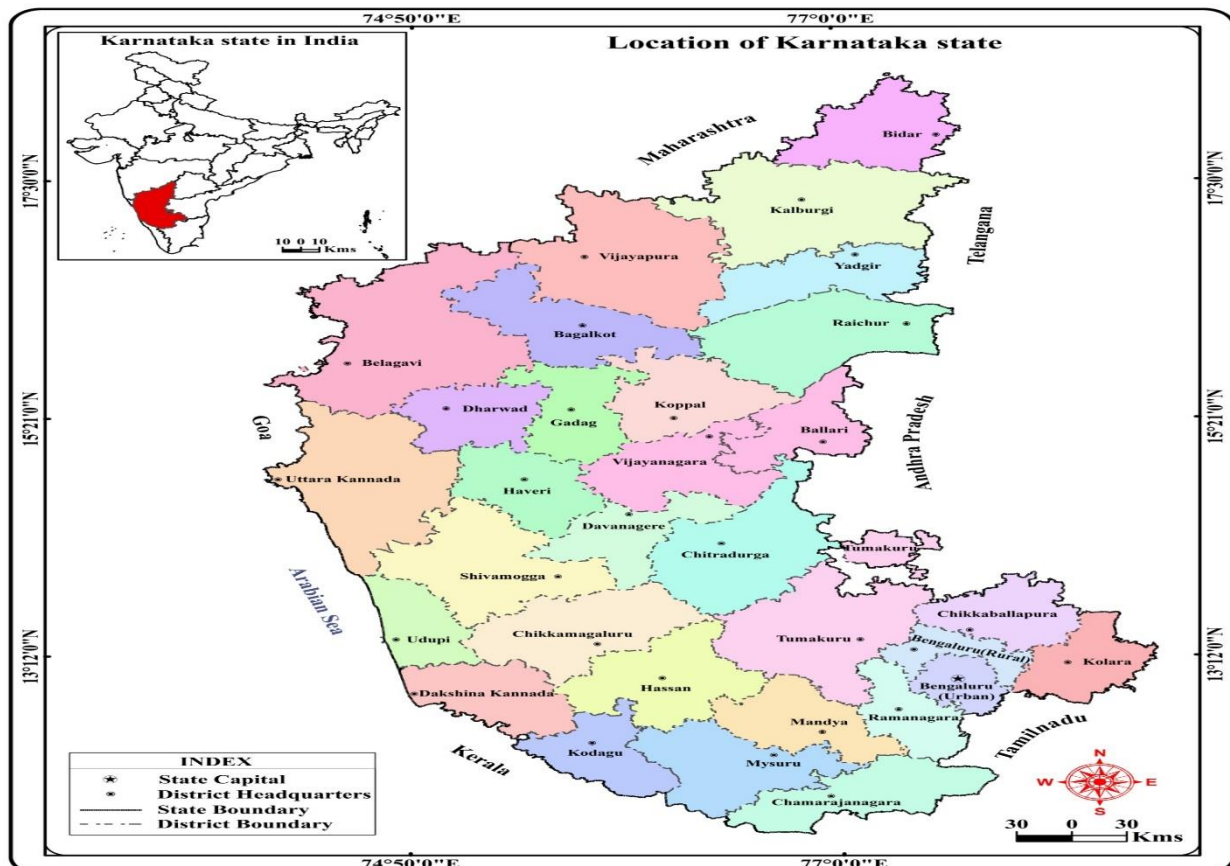 74°50'0"E
77°0'0"E
Karnataka state in India
Location of Karnataka state
10 0 10
Kms
17°30'0"N
17°30'0"N
Maharashtra
Bidar
Kalburgi
Telangana
Vijayapura
Yadgir
Bagalkot
Raichur
Belagavi
15°21'0"N
15°21'0"N
Goa
Dharwad
Gadag
Koppal
Ballari
Andhra Pradesh
Vijayanagara
Uttara Kannada
Haveri
Davanagere
Chitradurga
Tumakuru
Arabian Sea
Shivamogga
Chikkaballapura
Udupi
Chikkamagaluru
Tumakuru
Bengaluru(Rural)
Kolara
13°12'0"N
13°12'0"N
Dakshina Kannada
Hassan
Bengaluru
(Urban)
Ramanagara
Mandya
Tamilnadu
Kerala
Kodagu
Mysuru
Chamarajanagara
INDEX
State Capital
District Headquarters
State Boundary
District Boundary
N
W
E
S
30 0 30
Kms
74°50'0"E
77°0'0"E